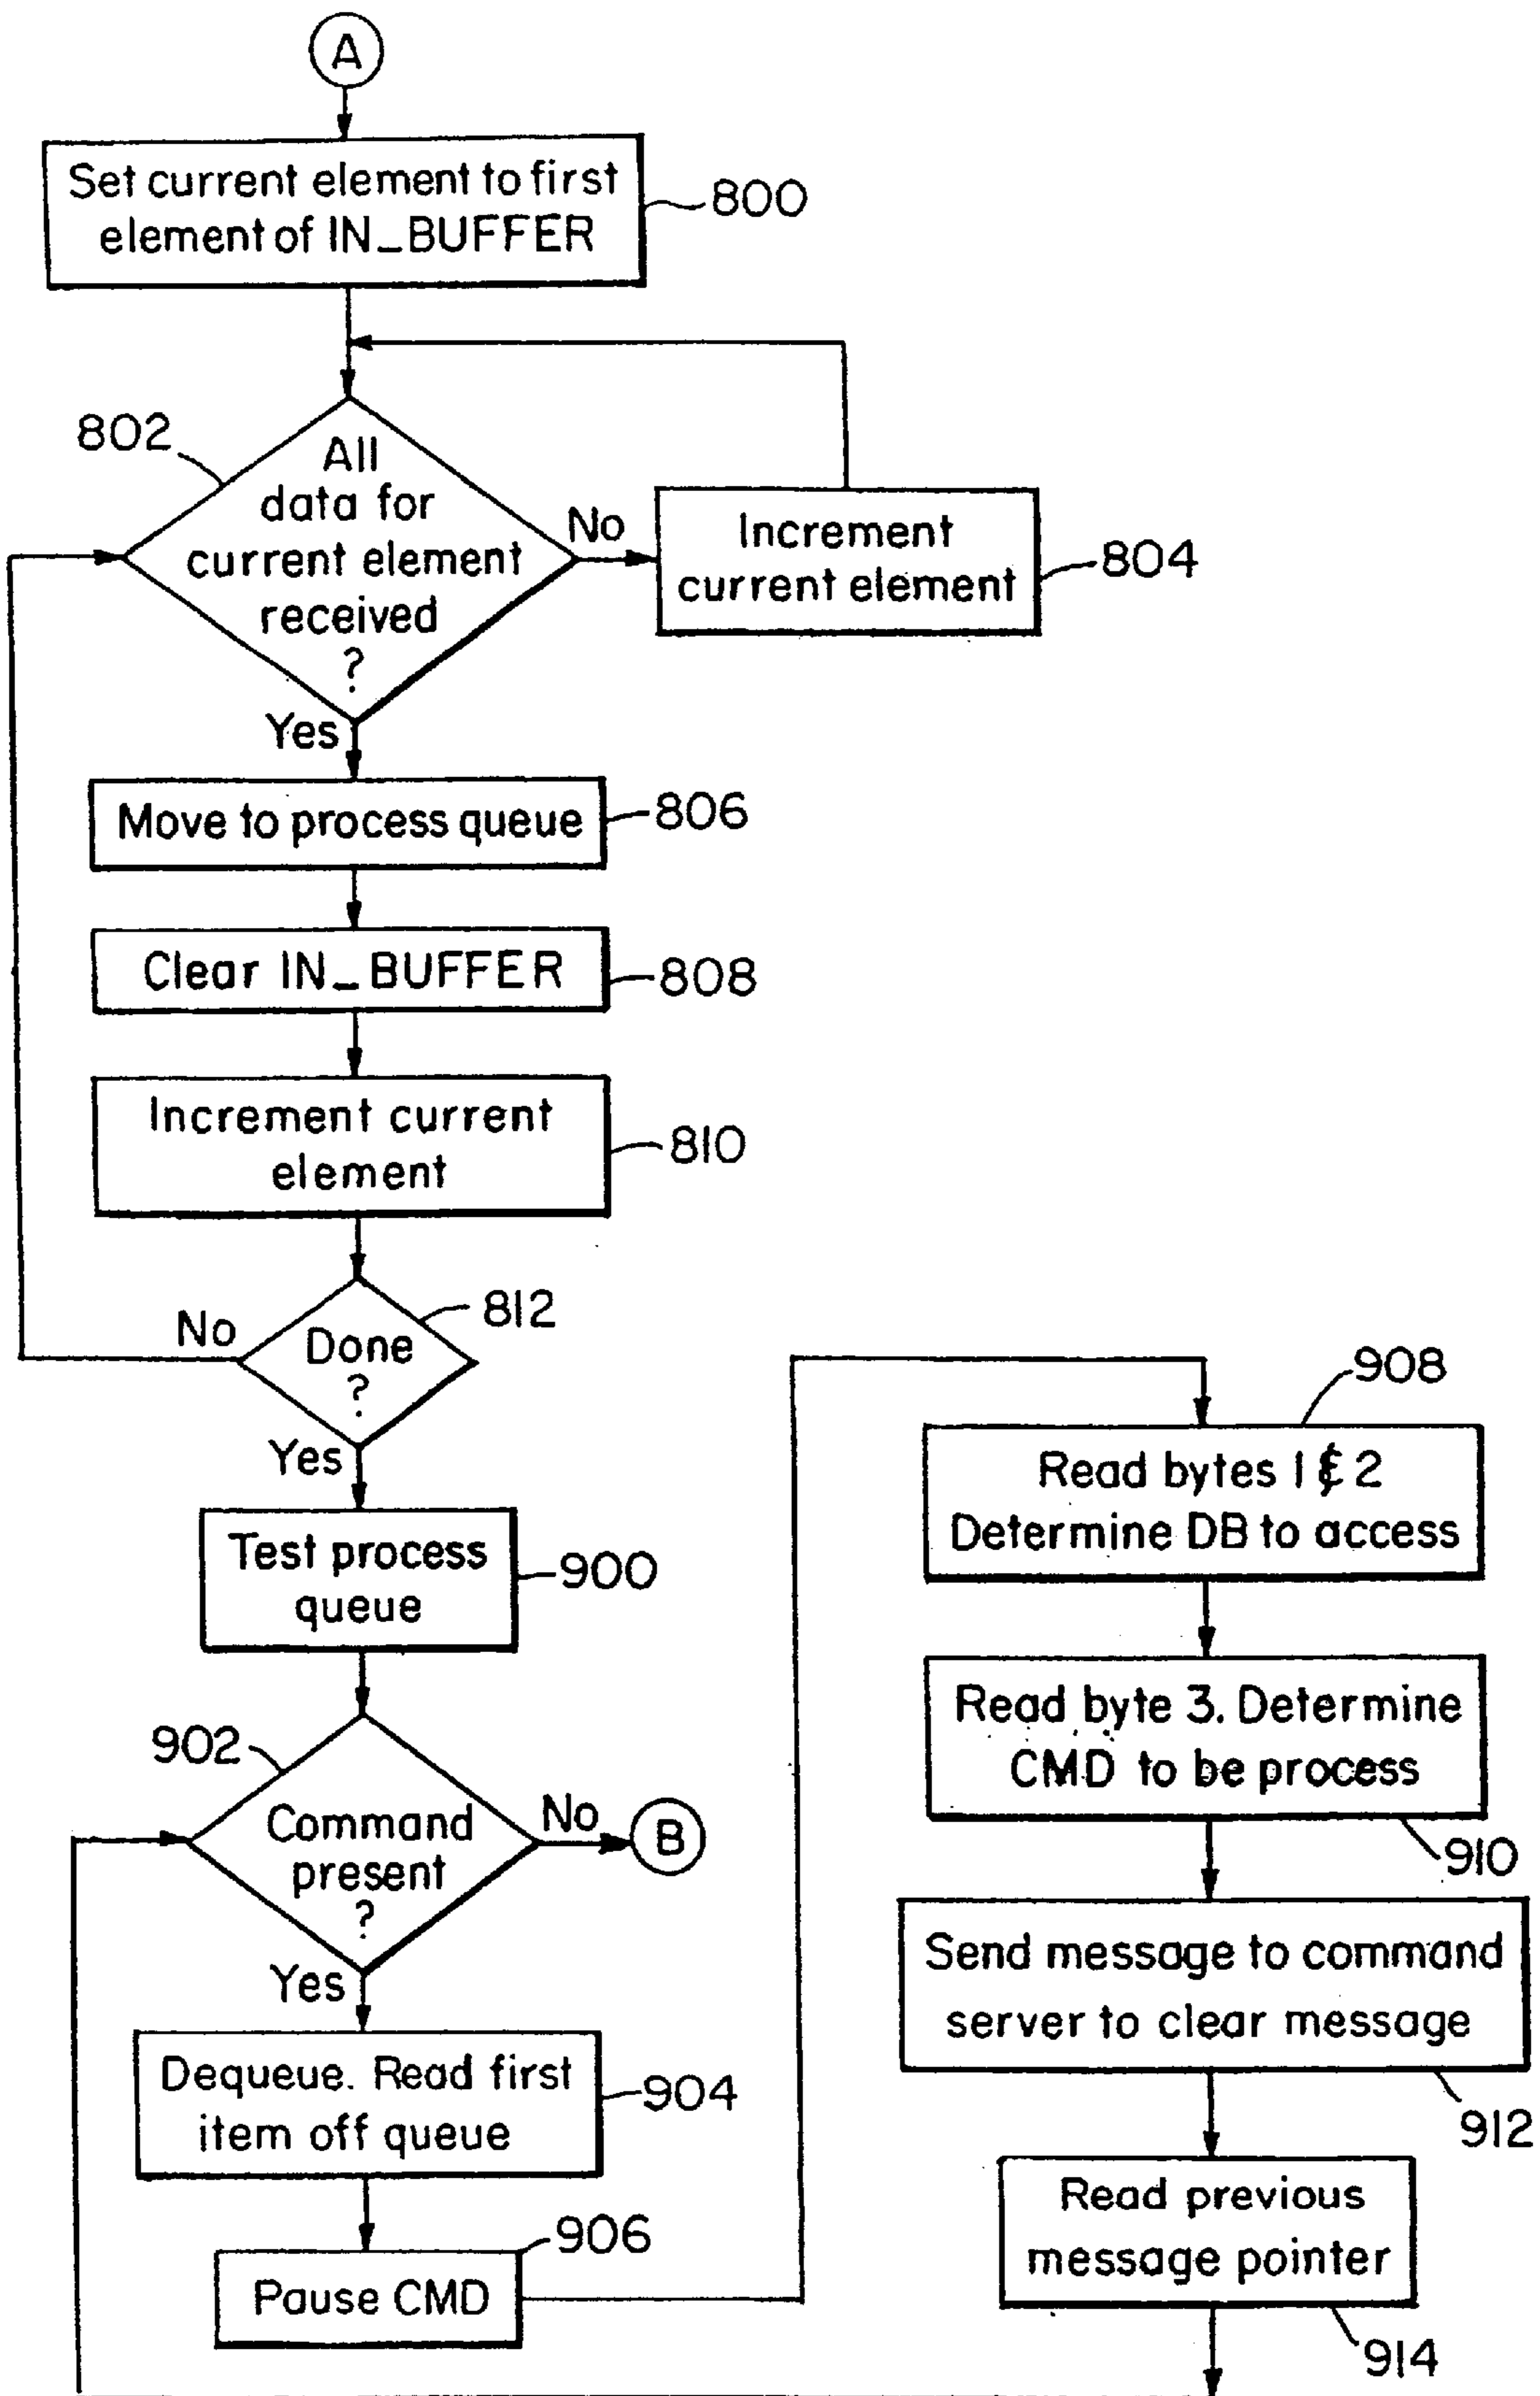 A
Set current element to first
element of IN_BUFFER
800
802
All
data for
current element
received
?
No
Increment
current element
804
Yes
Move to process queue
806
Clear IN_BUFFER
808
Increment current
element
810
812
Done
?
No
Yes
Test process
queue
900
902
Command
present
?
No
B
Yes
Dequeue. Read first
item off queue
904
906
Pause CMD
908
Read bytes 1 & 2
Determine DB to access
Read byte 3. Determine
CMD to be process
910
Send message to command
server to clear message
912
Read previous
message pointer
914